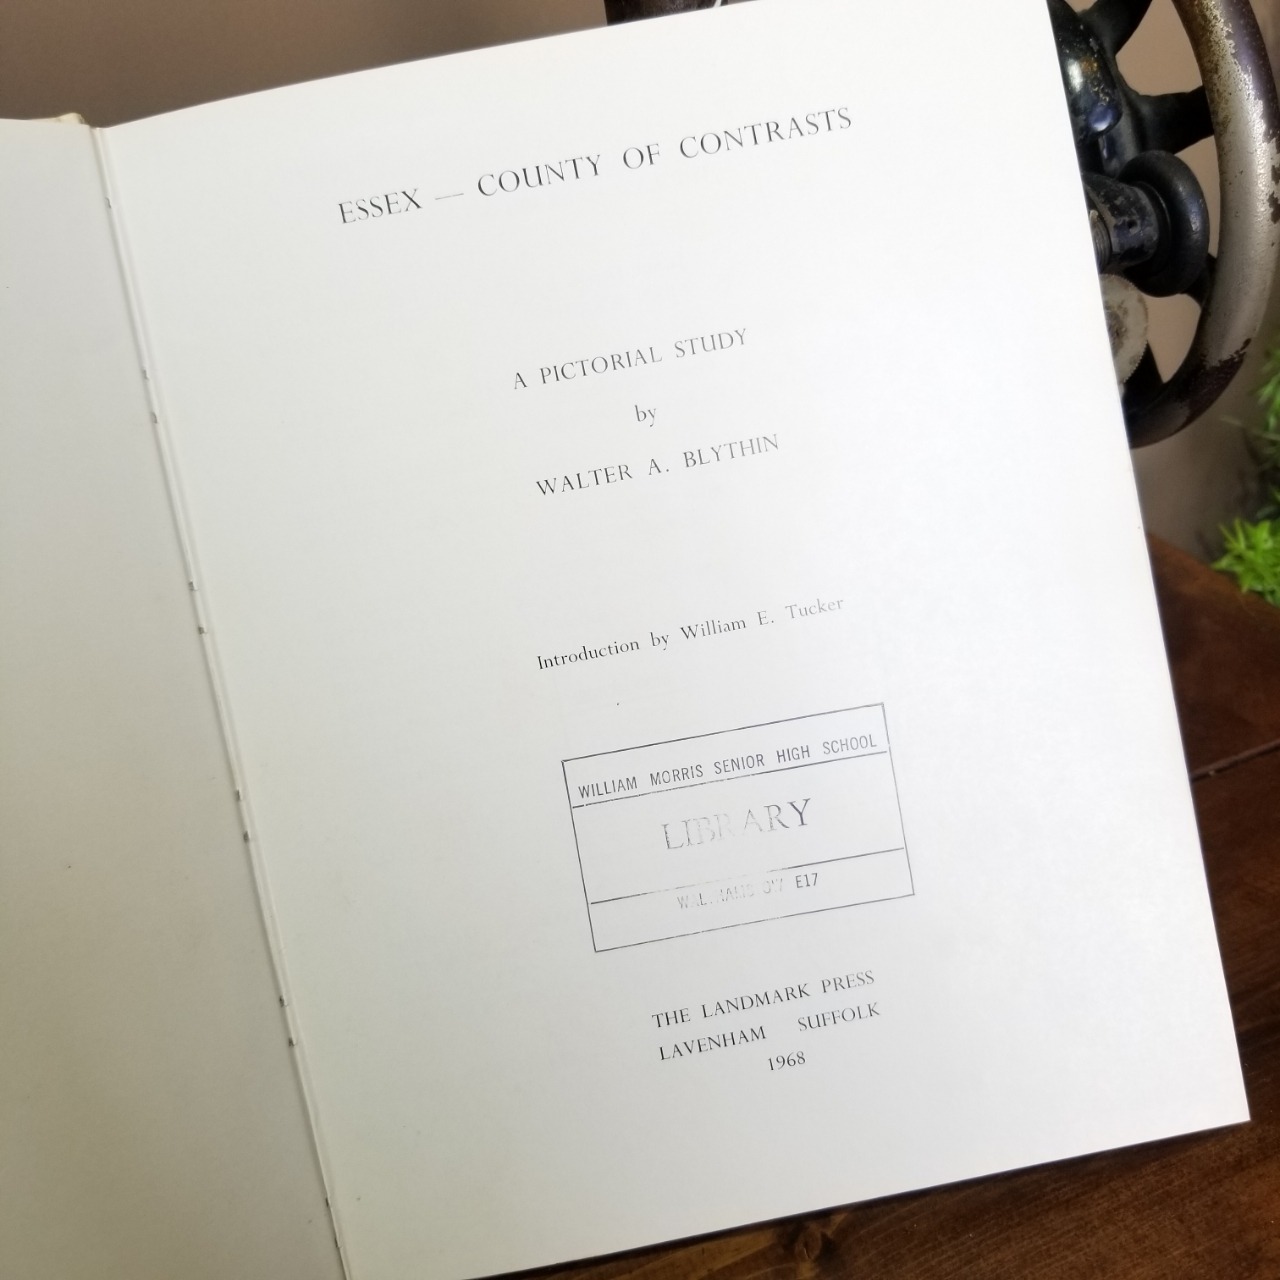 ESSEX — COUNTY OF CONTRASTS
A PICTORIAL STUDY
by
WALTER A. BLYTHIN
Introduction by William E. Tucker
WILLIAM MORRIS SENIOR HIGH SCHOOL
LIBRARY
E17
THE LANDMARK PRESS
LAVENHAM SUFFOLK
1968